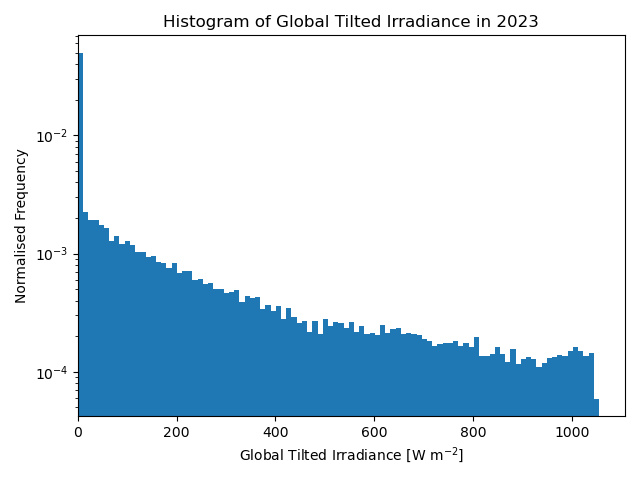 Histogram of Global Tilted Irradiance in 2023
Normalised Frequency
10⁻²
10⁻³
10⁻⁴
0 200 400 600 800 1000
Global Tilted Irradiance [W m⁻²]